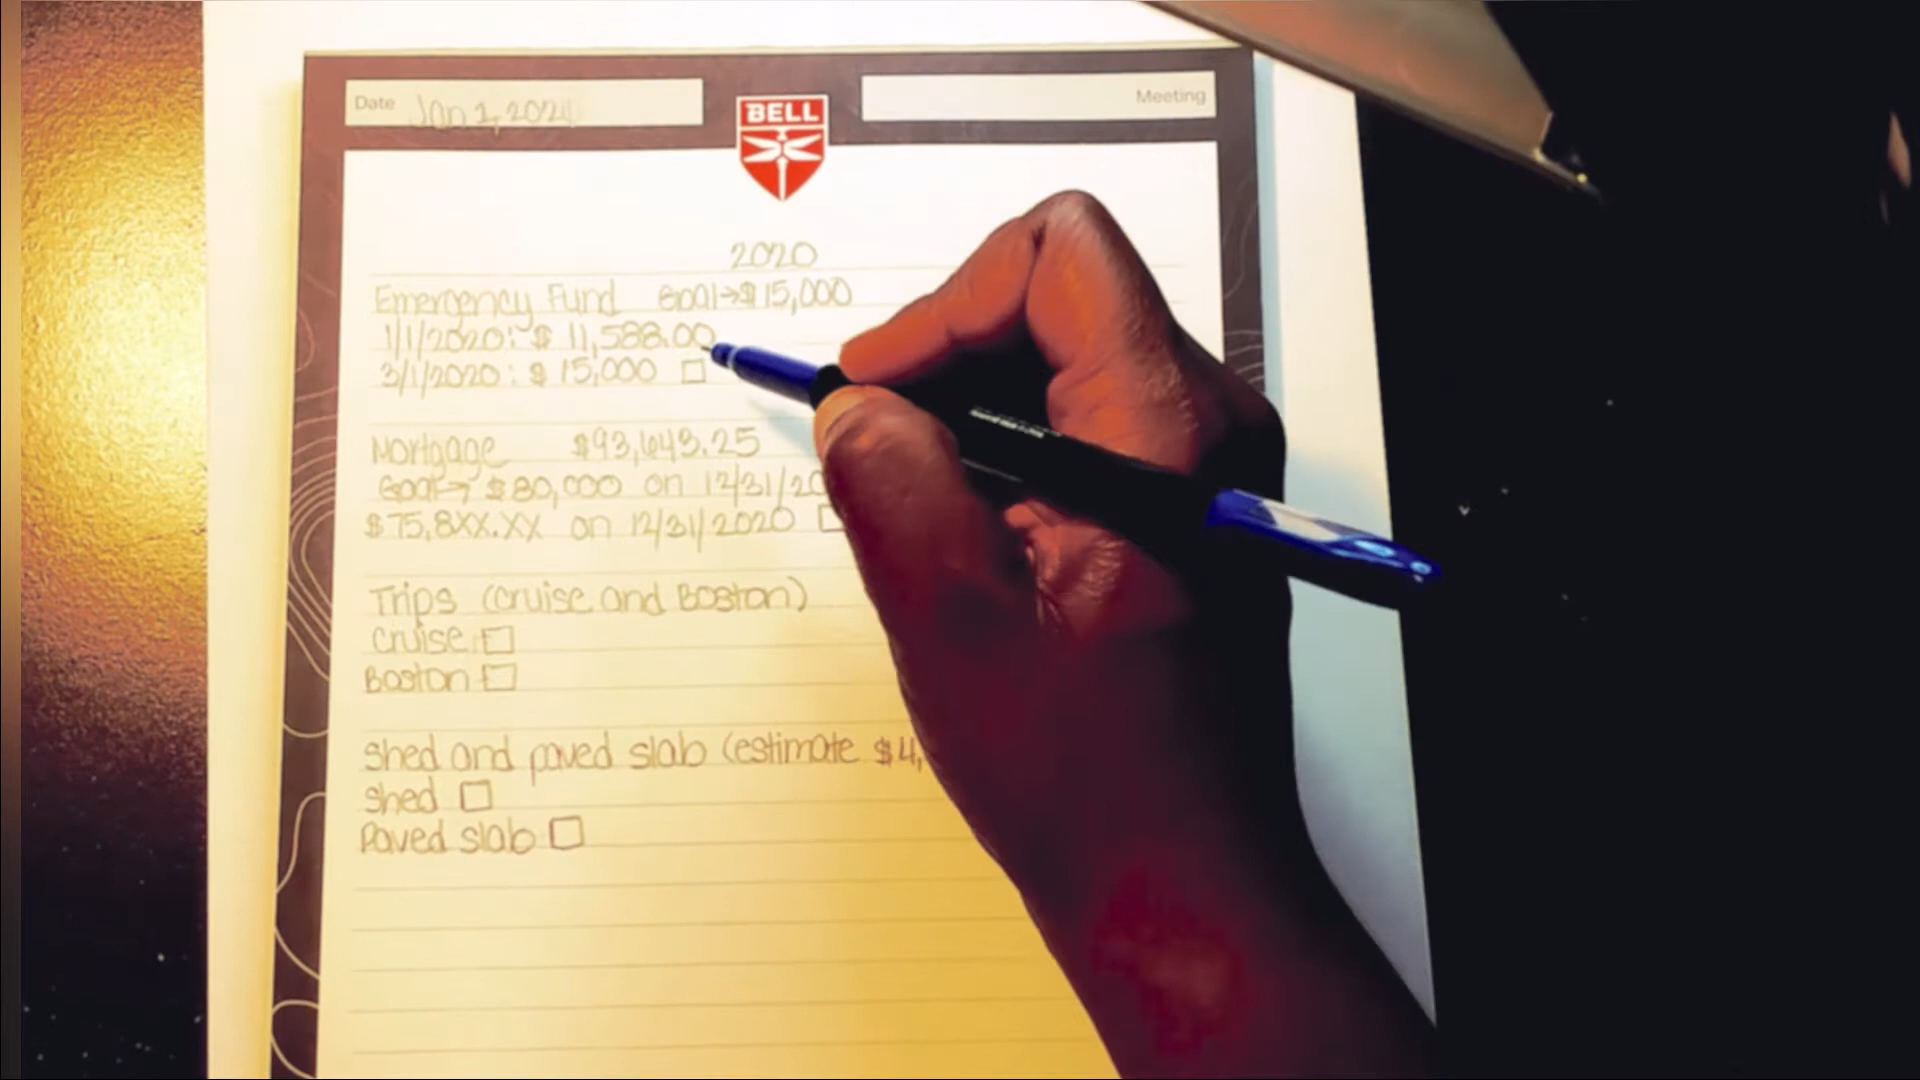 Date Jan 1, 2020
BELL
Meeting
2020
Emergency Fund Goal→$15,000
1/1/2020: $ 11,588.00
3/1/2020: $ 15,000
Mortgage $93,643.25
Goal→ $80,000 on 12/31/20
$75,8XX.XX on 12/31/2020
Trips (cruise and Boston)
Cruise
Boston
Shed and paved slab (estimate $4,
Shed
Paved slab